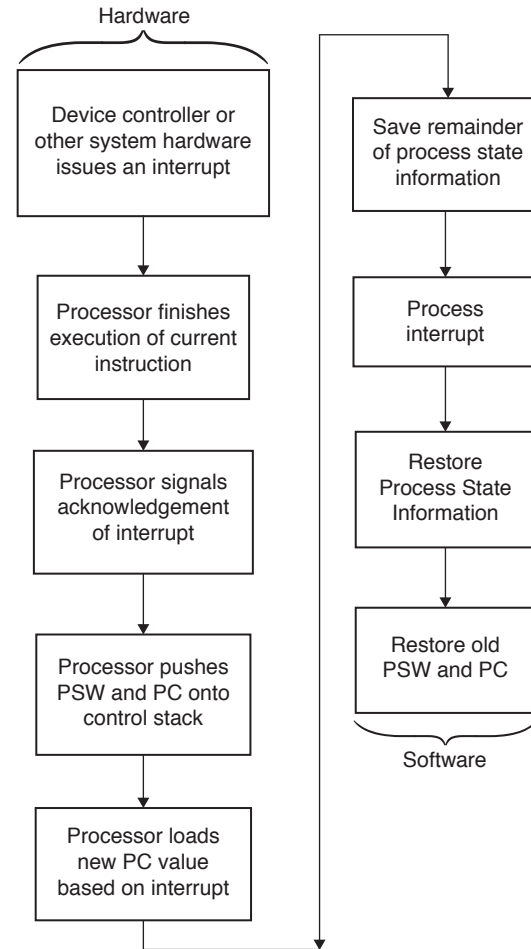 Hardware
Device controller or
other system hardware
issues an interrupt
Processor finishes
execution of current
instruction
Processor signals
acknowledgement
of interrupt
Processor pushes
PSW and PC onto
control stack
Processor loads
new PC value
based on interrupt
Save remainder
of process state
information
Process
interrupt
Restore
Process State
Information
Restore old
PSW and PC
Software